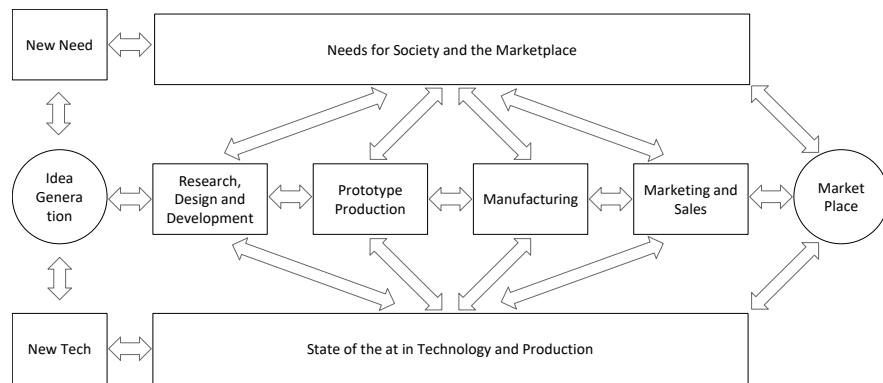 New Need
Needs for Society and the Marketplace
Idea
Genera
tion
Research,
Design and
Development
Prototype
Production
Manufacturing
Marketing and
Sales
Market
Place
New Tech
State of the at in Technology and Production